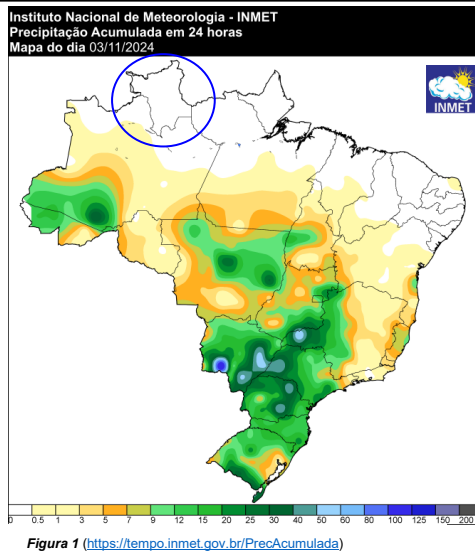 Instituto Nacional de Meteorologia - INMET
Precipitação Acumulada em 24 horas
Mapa do dia 03/11/2024
INMET
0 0.5 1 3 5 7 9 12 15 20 25 30 40 50 60 80 100 125 150 200
Figura 1 (https://tempo.inmet.gov.br/PrecAcumulada)